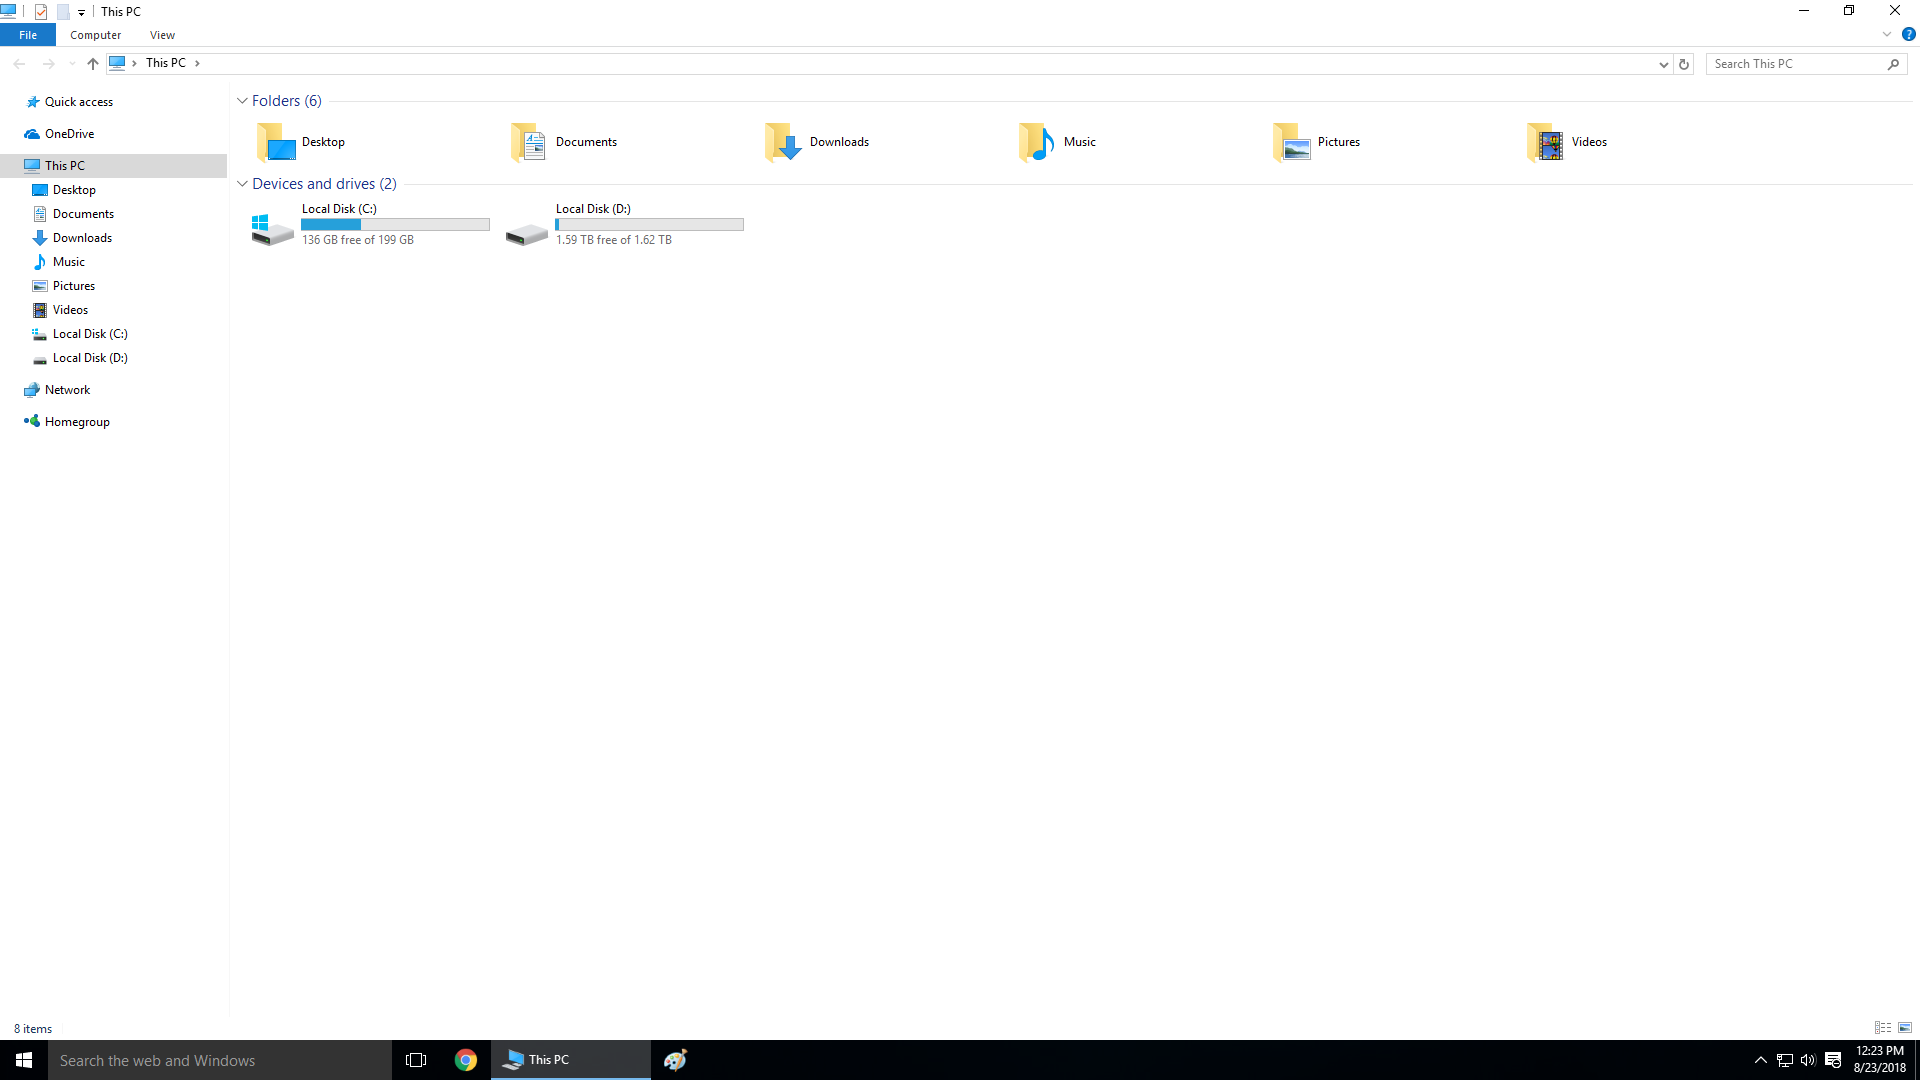 This PC
File Computer View
This PC
Search This PC
Quick access
OneDrive
This PC
Desktop
Documents
Downloads
Music
Pictures
Videos
Local Disk (C:)
Local Disk (D:)
Network
Homegroup
Folders (6)
Desktop
Documents
Downloads
Music
Pictures
Videos
Devices and drives (2)
Local Disk (C:)
136 GB free of 199 GB
Local Disk (D:)
1.59 TB free of 1.62 TB
8 items
Search the web and Windows
This PC
12:23 PM
8/23/2018